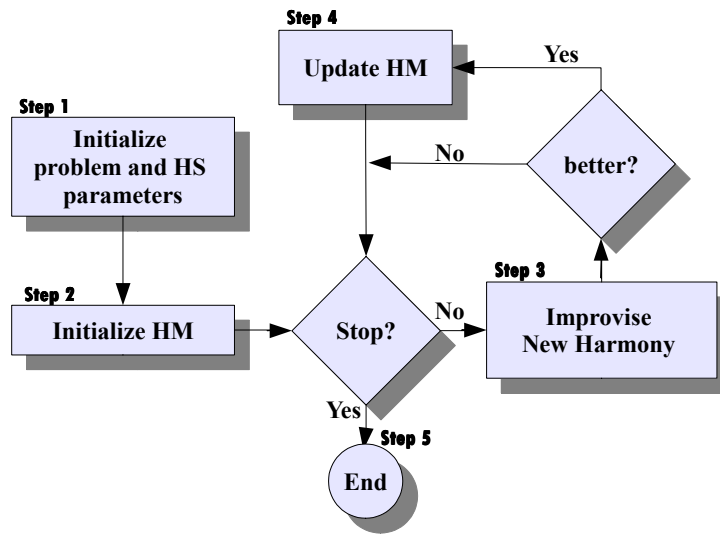 Step 1
Initialize
problem and HS
parameters
Step 2
Initialize HM
Stop?
No
Yes
Step 3
Improvise
New Harmony
better?
Yes
No
Step 4
Update HM
Step 5
End